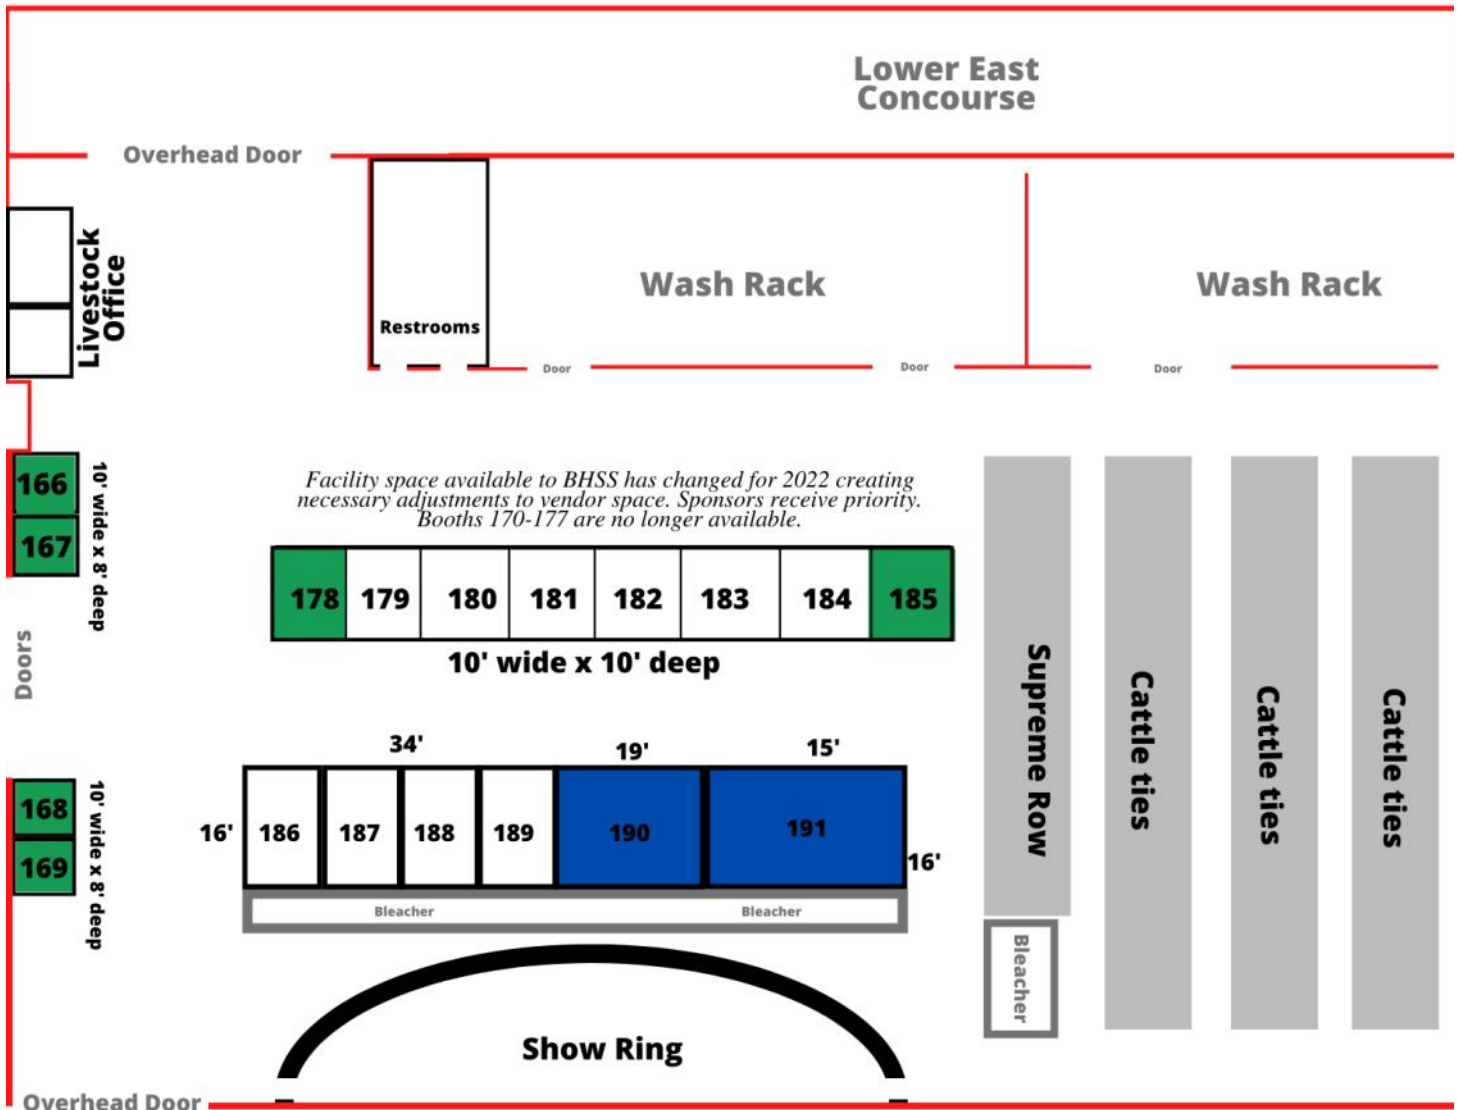 Lower East
Concourse
Overhead Door
Livestock
Office
Restrooms
Wash Rack
Wash Rack
Door
Door
Door
166
167
10' wide x 8' deep
Facility space available to BHSS has changed for 2022 creating
necessary adjustments to vendor space. Sponsors receive priority.
Booths 170-177 are no longer available.
178 179 180 181 182 183 184 185
10' wide x 10' deep
Doors
Supreme Row
Cattle ties
Cattle ties
Cattle ties
34'
19'
15'
168
169
10' wide x 8' deep
16'
186 187 188 189 190 191
16'
Bleacher
Bleacher
Bleacher
Show Ring
Overhead Door